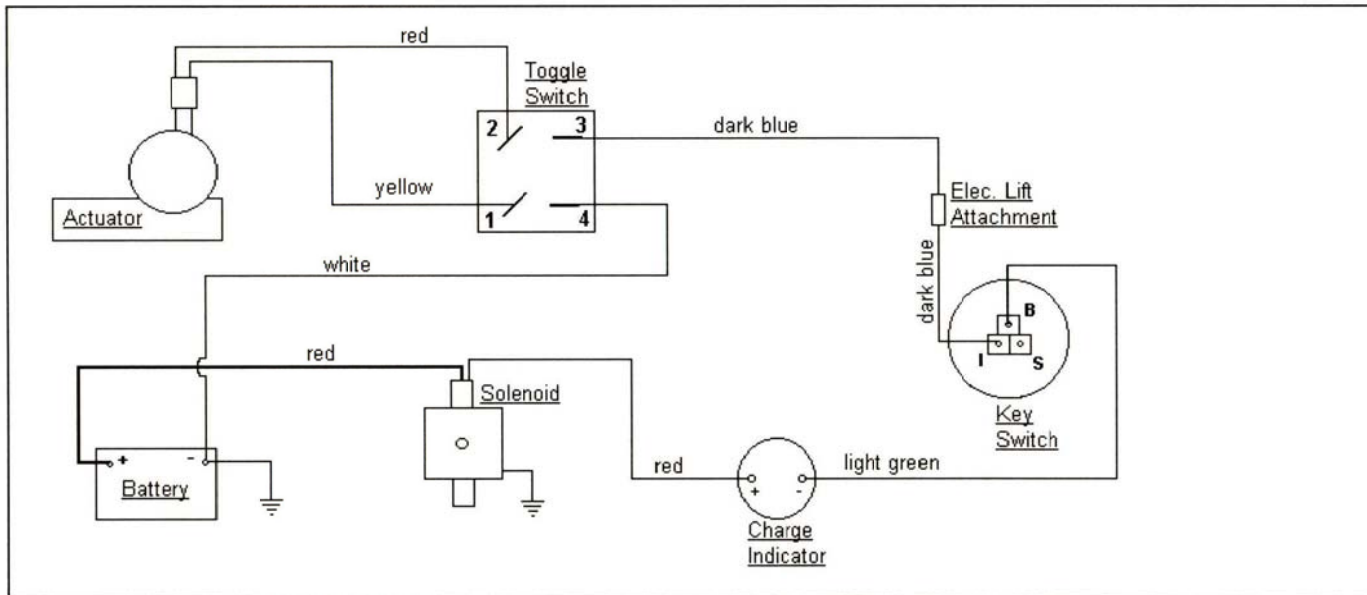 red
Toggle
Switch
2
3
dark blue
yellow
1
4
Actuator
Elec. Lift
Attachment
white
dark blue
B
I
S
Key
Switch
red
Solenoid
+
-
Battery
red
+
-
light green
Charge
Indicator